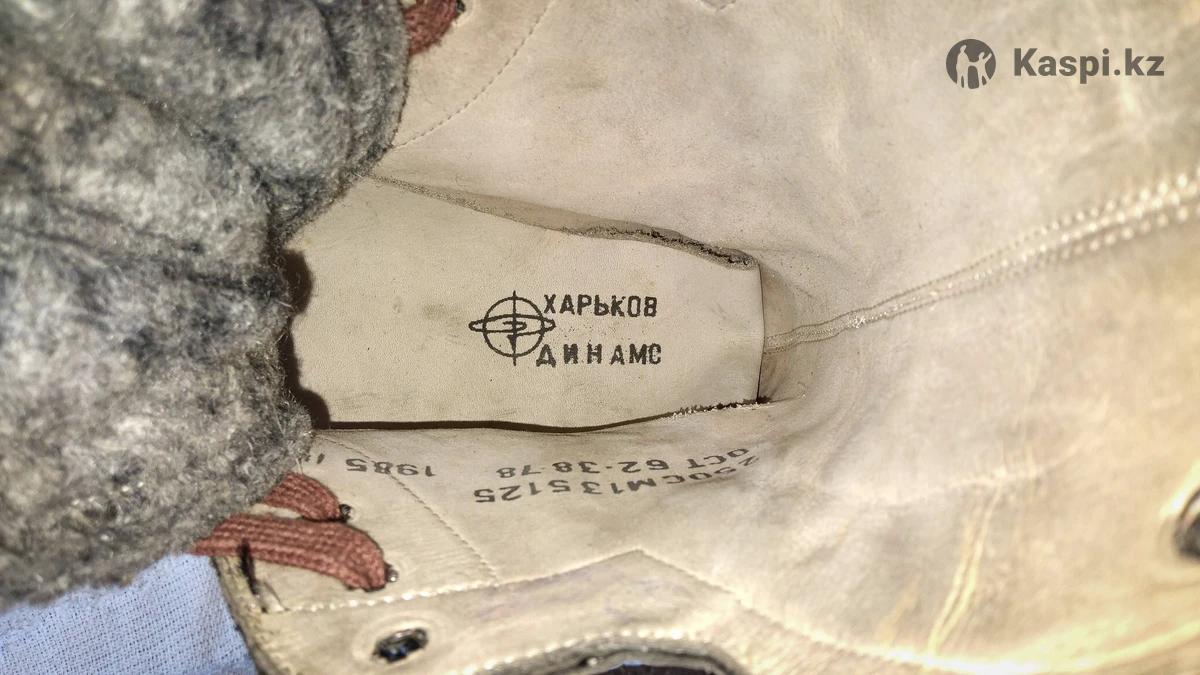 Kaspi.kz
ХАРЬКОВ
ДИНАМО
1985
ОСТ 62-38-78
250СМ135125